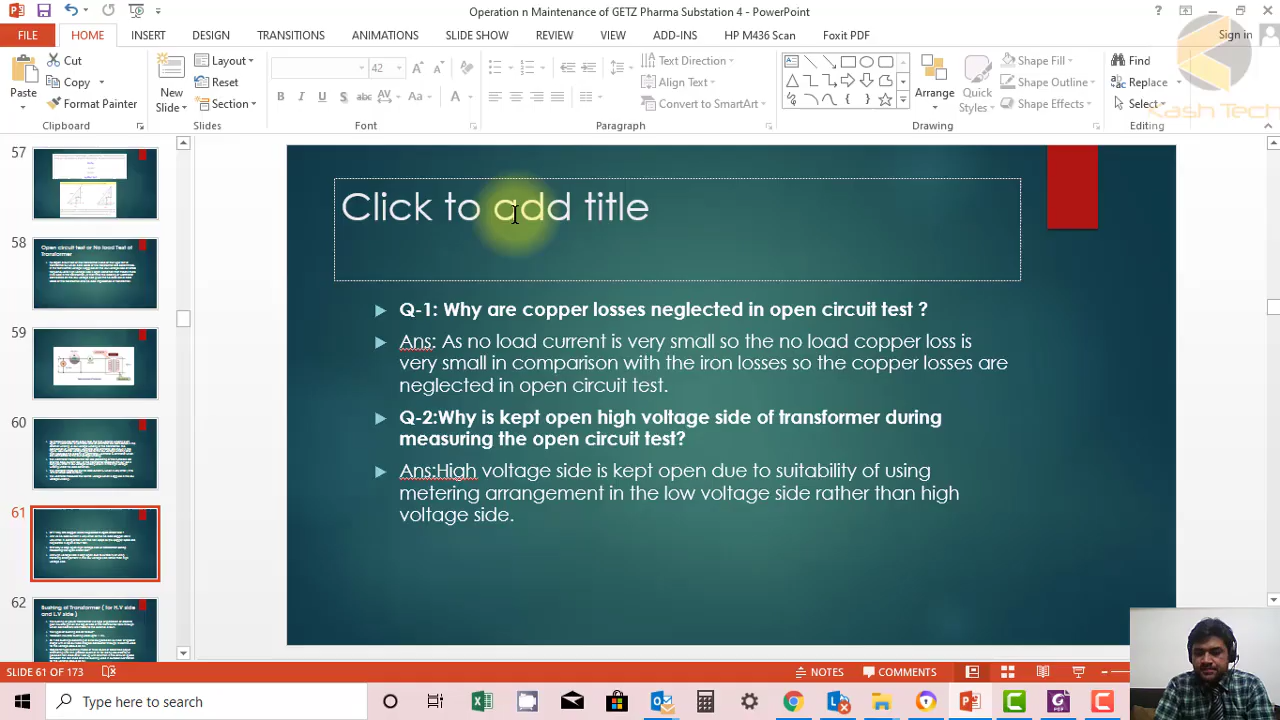 Operation n Maintenance of GETZ Pharma Substation 4 - PowerPoint
Sign in
FILE HOME INSERT DESIGN TRANSITIONS ANIMATIONS SLIDE SHOW REVIEW VIEW ADD-INS HP M436 Scan Foxit PDF
Kash Tech
Paste
Cut
Copy
Format Painter
Clipboard
New Slide
Layout
Reset
Section
Slides
42
B I U S abc AV Aa A
Font
Text Direction
Align Text
Convert to SmartArt
Paragraph
Arrange
Quick Styles
Shape Fill
Shape Outline
Shape Effects
Drawing
Find
Replace
Select
Editing
57
58
Open circuit test or No load Test of Transformer
59
60
61
62
Bushing of Transformer ( for H.V side and L.V side )
Click to add title
Q-1: Why are copper losses neglected in open circuit test ?
Ans: As no load current is very small so the no load copper loss is
very small in comparison with the iron losses so the copper losses are
neglected in open circuit test.
Q-2:Why is kept open high voltage side of transformer during
measuring the open circuit test?
Ans:High voltage side is kept open due to suitability of using
metering arrangement in the low voltage side rather than high
voltage side.
SLIDE 61 OF 173
NOTES
COMMENTS
Type here to search